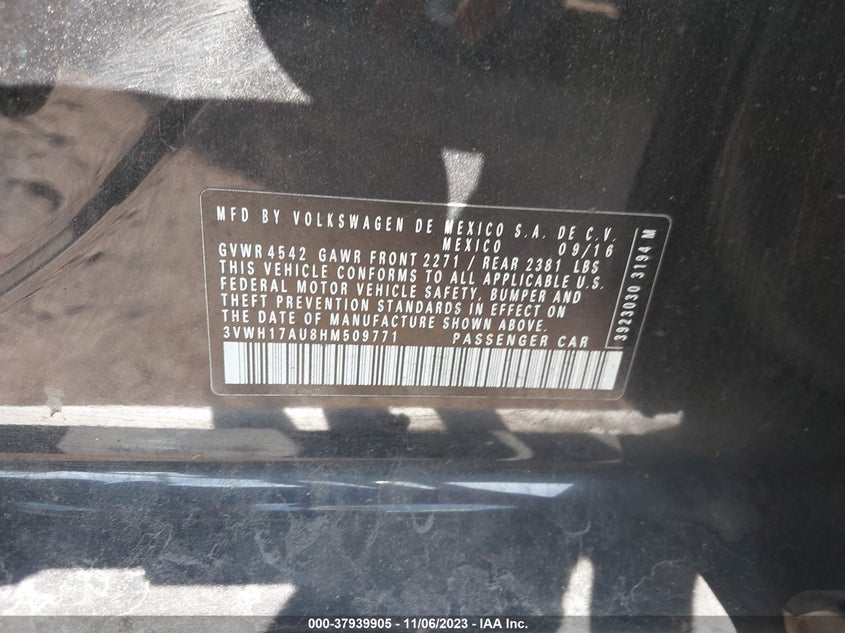 MFD BY VOLKSWAGEN DE MEXICO S.A. DE C.V.
MEXICO 09/16
GVWR 4542 GAWR FRONT 2271 / REAR 2381 LBS
THIS VEHICLE CONFORMS TO ALL APPLICABLE U.S.
FEDERAL MOTOR VEHICLE SAFETY, BUMPER AND
THEFT PREVENTION STANDARDS IN EFFECT ON
THE DATE OF MANUFACTURE SHOWN ABOVE.
3VWH17AU8HM509771 PASSENGER CAR
3923030 3194 M
000-37939905 - 11/06/2023 - IAA Inc.